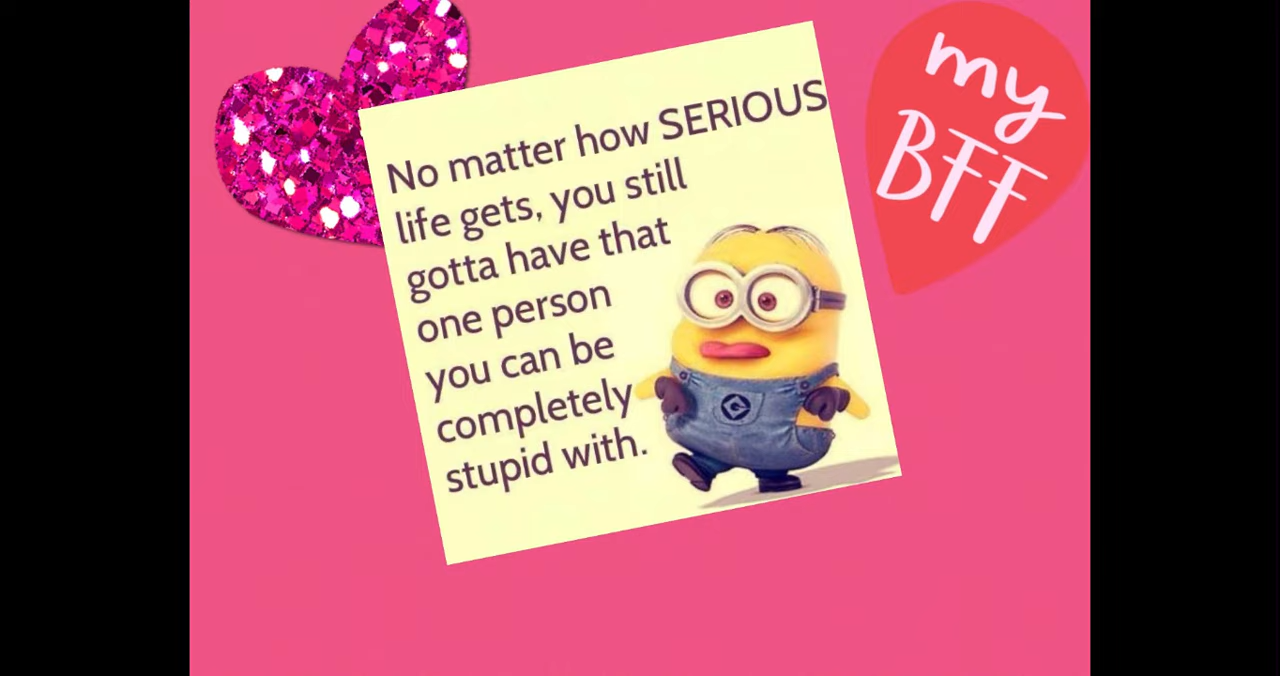 No matter how SERIOUS
life gets, you still
gotta have that
one person
you can be
completely
stupid with.
my
BFF